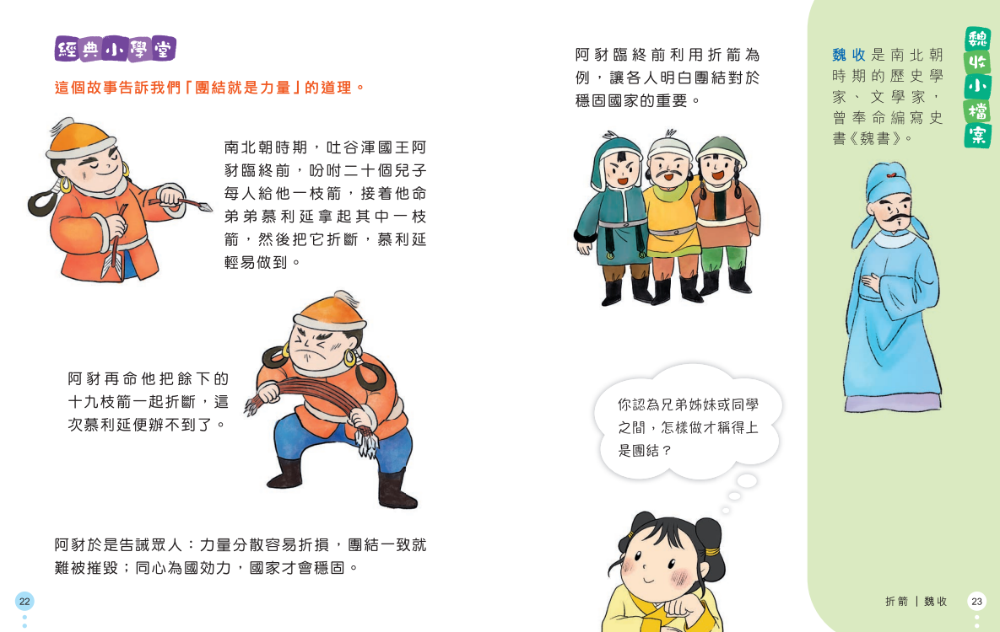 經典小學堂
這個故事告訴我們「團結就是力量」的道理。
南北朝時期，吐谷渾國王阿
豺臨終前，吩咐二十個兒子
每人給他一枝箭，接着他命
弟弟慕利延拿起其中一枝
箭，然後把它折斷，慕利延
輕易做到。
阿豺再命他把餘下的
十九枝箭一起折斷，這
次慕利延便辦不到了。
阿豺於是告誡眾人：力量分散容易折損，團結一致就
難被摧毀；同心為國效力，國家才會穩固。
22
阿豺臨終前利用折箭為
例，讓各人明白團結對於
穩固國家的重要。
你認為兄弟姊妹或同學
之間，怎樣做才稱得上
是團結？
魏收小檔案
魏收是南北朝
時期的歷史學
家、文學家，
曾奉命編寫史
書《魏書》。
折箭｜魏收
23